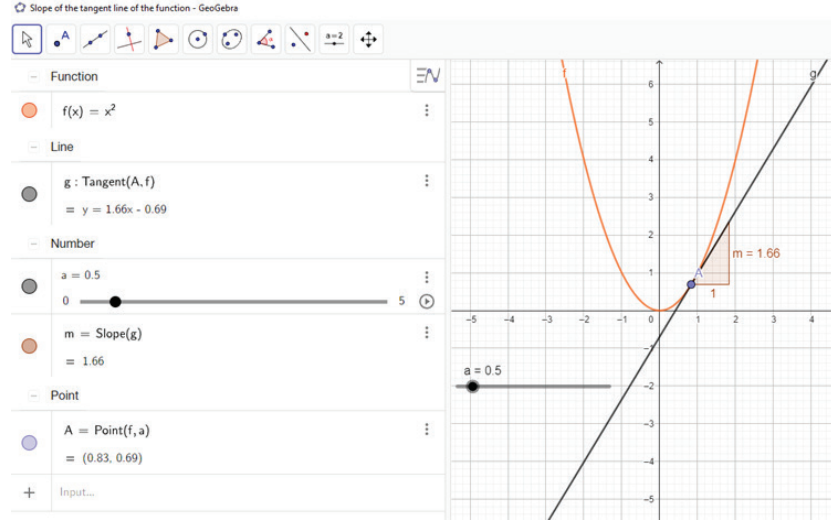 Slope of the tangent line of the function - GeoGebra
A
a=2
Function
f(x) = x²
Line
g : Tangent(A, f)
= y = 1.66x - 0.69
Number
a = 0.5
0
5
m = Slope(g)
= 1.66
Point
A = Point(f, a)
= (0.83, 0.69)
+ Input...
f
g
6
5
4
3
2
1
m = 1.66
A
1
-5 -4 -3 -2 -1 0 1 2 3 4
-1
a = 0.5
-2
-3
-4
-5